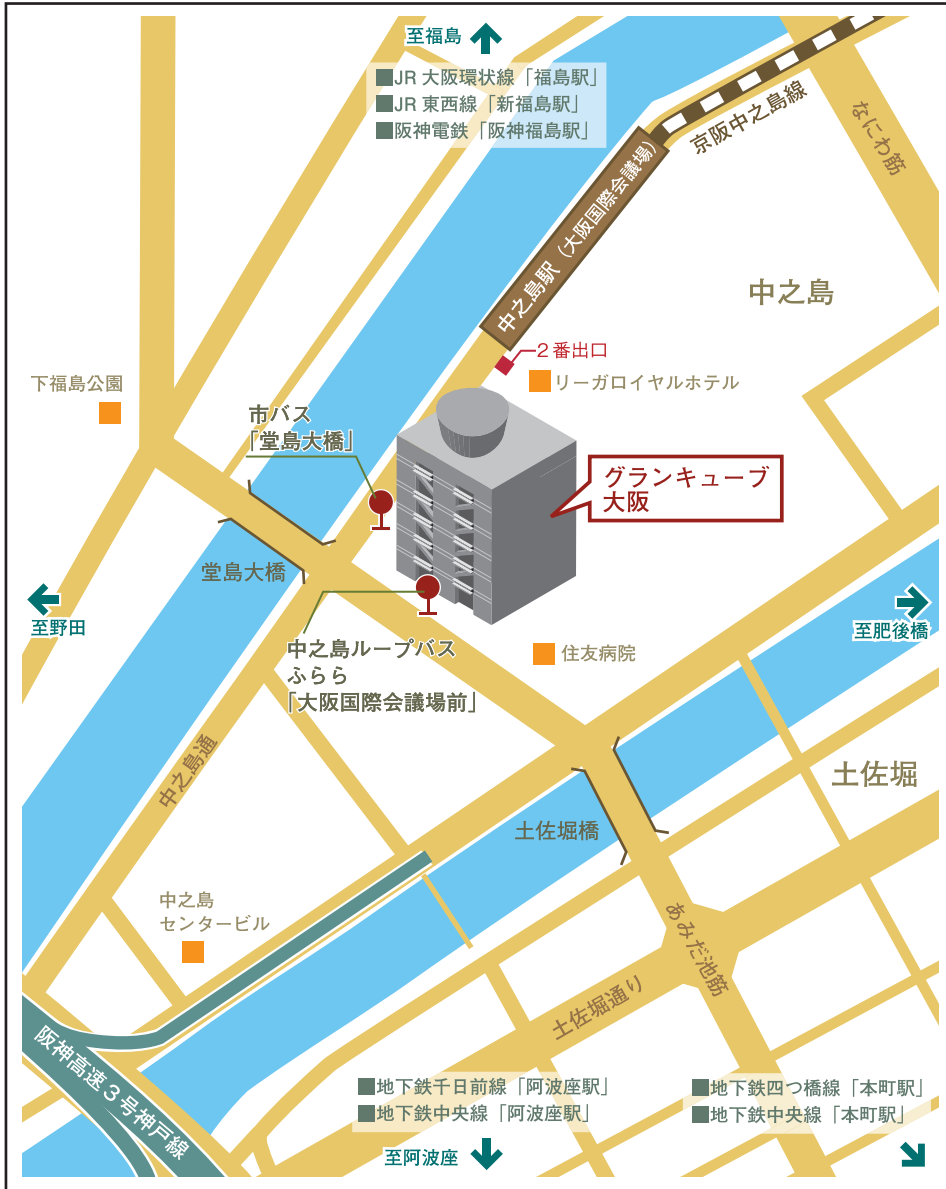 至福島
■JR 大阪環状線「福島駅」
■JR 東西線「新福島駅」
■阪神電鉄「阪神福島駅」
京阪中之島線
なにわ筋
中之島駅（大阪国際会議場）
中之島
2番出口
リーガロイヤルホテル
下福島公園
市バス
「堂島大橋」
グランキューブ
大阪
堂島大橋
至野田
至肥後橋
中之島ループバス
ふらら
「大阪国際会議場前」
住友病院
中之島通
土佐堀
土佐堀橋
中之島
センタービル
あみだ池筋
土佐堀通り
阪神高速3号神戸線
■地下鉄千日前線「阿波座駅」
■地下鉄中央線「阿波座駅」
■地下鉄四つ橋線「本町駅」
■地下鉄中央線「本町駅」
至阿波座